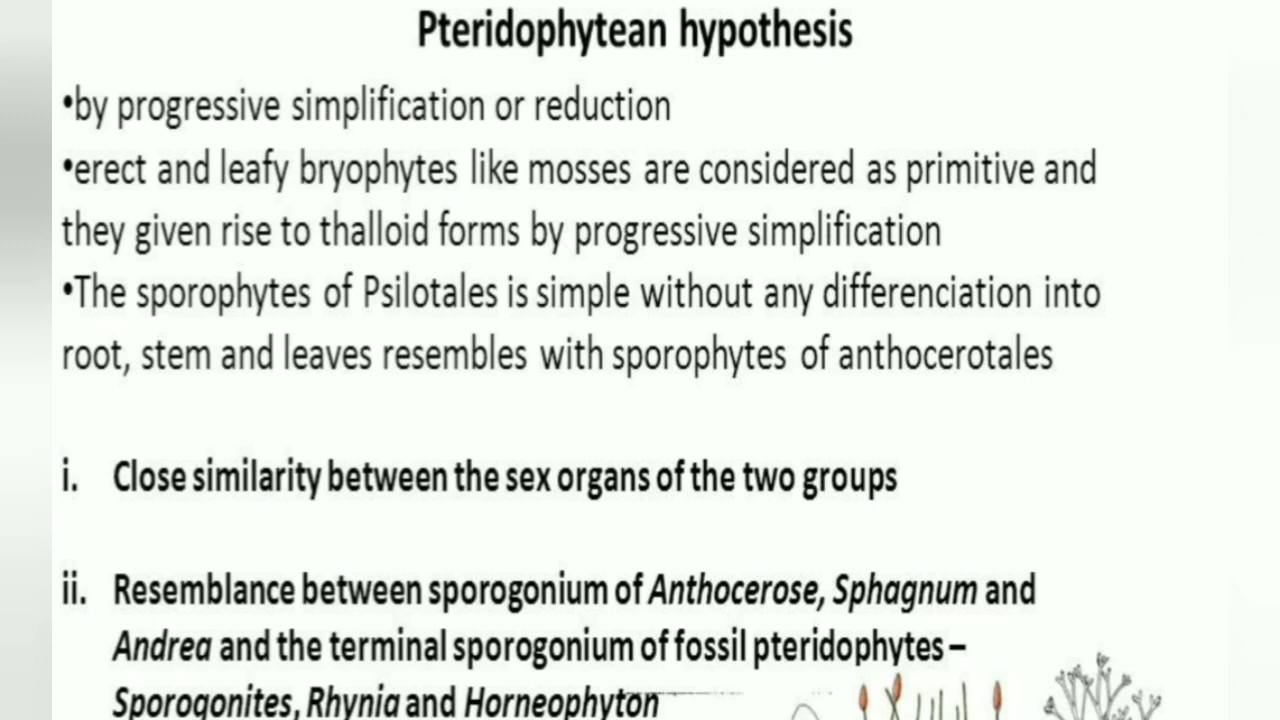 Pteridophytean hypothesis
•by progressive simplification or reduction
•erect and leafy bryophytes like mosses are considered as primitive and
they given rise to thalloid forms by progressive simplification
•The sporophytes of Psilotales is simple without any differenciation into
root, stem and leaves resembles with sporophytes of anthocerotales
i. Close similarity between the sex organs of the two groups
ii. Resemblance between sporogonium of Anthocerose, Sphagnum and
Andrea and the terminal sporogonium of fossil pteridophytes –
Sporogonites, Rhynia and Horneophyton